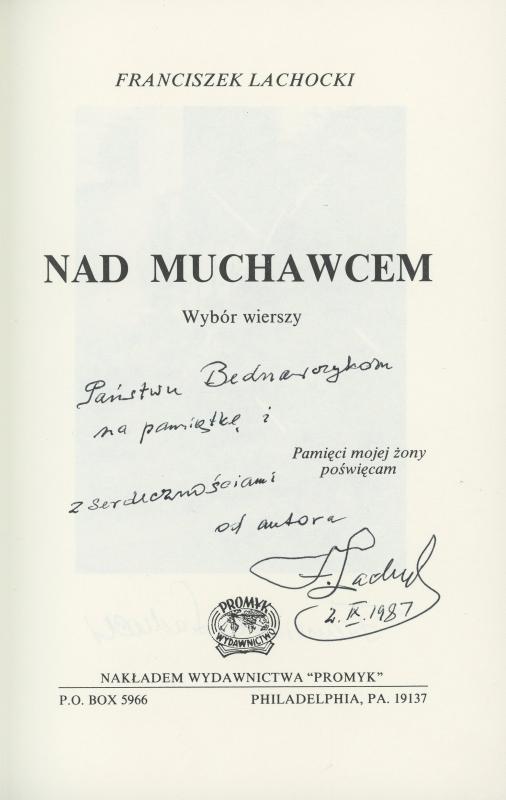 FRANCISZEK LACHOCKI
NAD MUCHAWCEM
Wybór wierszy
Państwu Bednarczykom
na pamiątkę i
Pamięci mojej żony
poświęcam
z serdecznościami
od autora
F. Lachocki
2. IX. 1987
PROMYK
WYDAWNICTWO
NAKŁADEM WYDAWNICTWA “PROMYK”
P.O. BOX 5966 PHILADELPHIA, PA. 19137